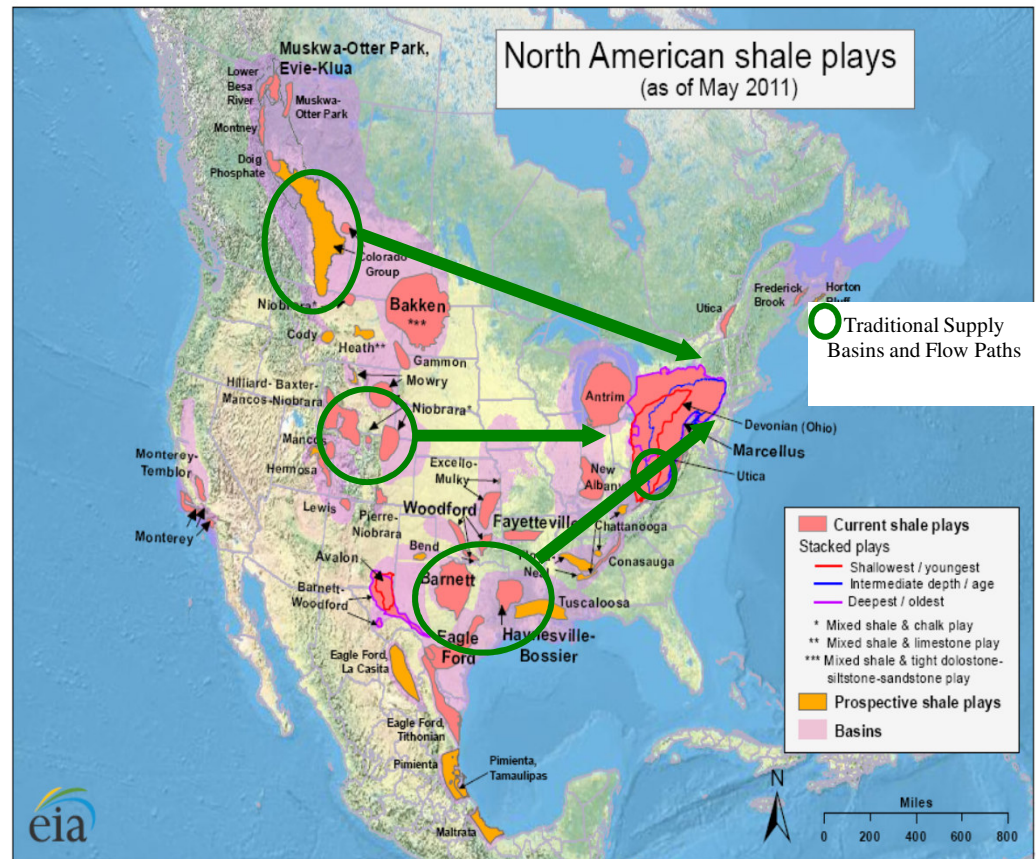 North American shale plays
(as of May 2011)
Muskwa-Otter Park,
Evie-Klua
Lower
Besa
River
Muskwa-
Otter Park
Montney
Doig
Phosphate
Colorado
Group
Niobrara*
Bakken
***
Cody
Heath**
Gammon
Mowry
Hilliard- Baxter-
Mancos-Niobrara
Niobrara*
Antrim
Utica
Frederick
Brook
Horton
Traditional Supply
Basins and Flow Paths
Devonian (Ohio)
Marcellus
Utica
Mancos
Monterey-
Temblor
Hermosa
Excello-
Mulky
New
Albany
Lewis
Pierre-
Niobrara
Woodford
Fayetteville
Chattanooga
Monterey
Bend
Neal
Conasauga
Avalon
Barnett
Tuscaloosa
Barnett-
Woodford
Eagle
Ford
Haynesville-
Bossier
Eagle Ford,
La Casita
Eagle Ford,
Tithonian
Pimienta
Pimienta,
Tamaulipas
Maltrata
Current shale plays
Stacked plays
Shallowest / youngest
Intermediate depth / age
Deepest / oldest
* Mixed shale & chalk play
** Mixed shale & limestone play
*** Mixed shale & tight dolostone-
siltstone-sandstone play
Prospective shale plays
Basins
N
Miles
0 200 400 600 800
eia